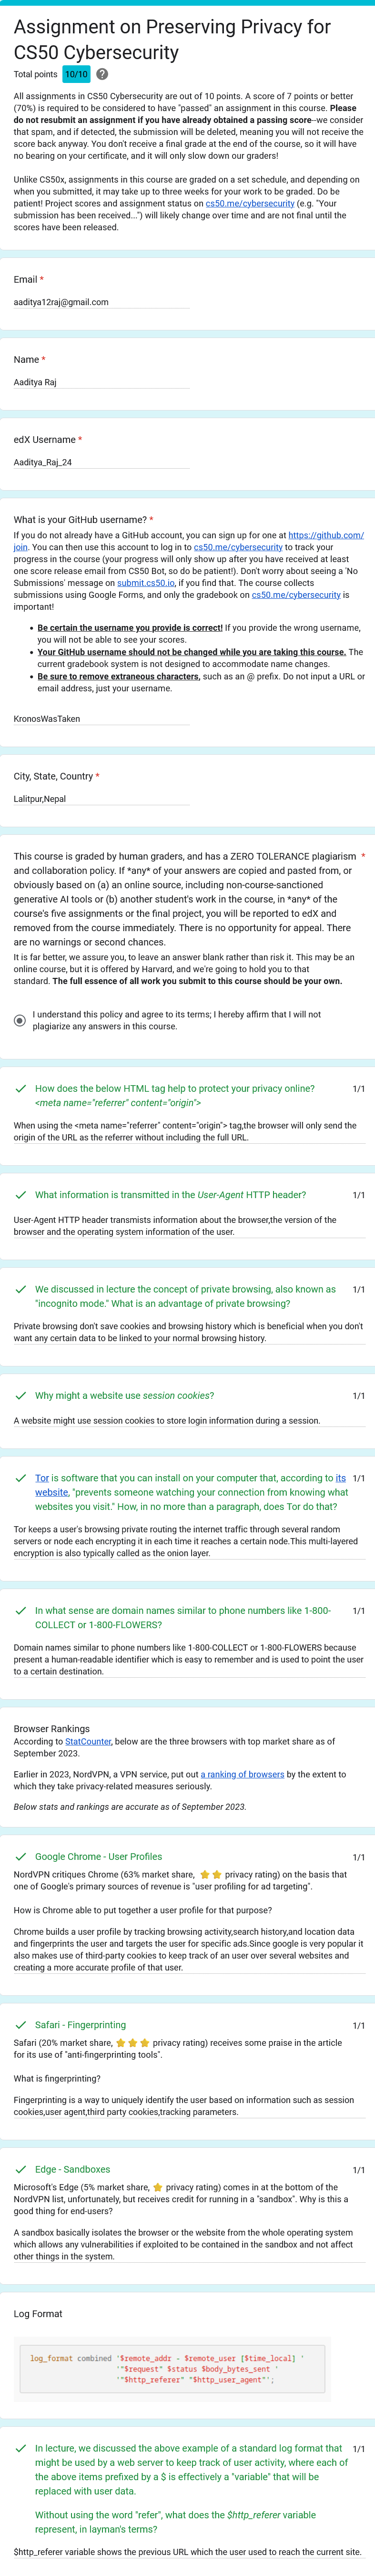 Assignment on Preserving Privacy for
CS50 Cybersecurity
Total points 10/10 ?
All assignments in CS50 Cybersecurity are out of 10 points. A score of 7 points or better
(70%) is required to be considered to have "passed" an assignment in this course. Please
do not resubmit an assignment if you have already obtained a passing score–we consider
that spam, and if detected, the submission will be deleted, meaning you will not receive the
score back anyway. You don't receive a final grade at the end of the course, so it will have
no bearing on your certificate, and it will only slow down our graders!
Unlike CS50x, assignments in this course are graded on a set schedule, and depending on
when you submitted, it may take up to three weeks for your work to be graded. Do be
patient! Project scores and assignment status on cs50.me/cybersecurity (e.g. "Your
submission has been received...") will likely change over time and are not final until the
scores have been released.
Email *
aaditya12raj@gmail.com
Name *
Aaditya Raj
edX Username *
Aaditya_Raj_24
What is your GitHub username? *
If you do not already have a GitHub account, you can sign up for one at https://github.com/
join. You can then use this account to log in to cs50.me/cybersecurity to track your
progress in the course (your progress will only show up after you have received at least
one score release email from CS50 Bot, so do be patient!). Don't worry about seeing a 'No
Submissions' message on submit.cs50.io, if you find that. The course collects
submissions using Google Forms, and only the gradebook on cs50.me/cybersecurity is
important!
• Be certain the username you provide is correct! If you provide the wrong username,
you will not be able to see your scores.
• Your GitHub username should not be changed while you are taking this course. The
current gradebook system is not designed to accommodate name changes.
• Be sure to remove extraneous characters, such as an @ prefix. Do not input a URL or
email address, just your username.
KronosWasTaken
City, State, Country *
Lalitpur,Nepal
This course is graded by human graders, and has a ZERO TOLERANCE plagiarism *
and collaboration policy. If *any* of your answers are copied and pasted from, or
obviously based on (a) an online source, including non-course-sanctioned
generative AI tools or (b) another student's work in the course, in *any* of the
course's five assignments or the final project, you will be reported to edX and
removed from the course immediately. There is no opportunity for appeal. There
are no warnings or second chances.
It is far better, we assure you, to leave an answer blank rather than risk it. This may be an
online course, but it is offered by Harvard, and we're going to hold you to that
standard. The full essence of all work you submit to this course should be your own.
I understand this policy and agree to its terms; I hereby affirm that I will not
plagiarize any answers in this course.
How does the below HTML tag help to protect your privacy online? 1/1
<meta name="referrer" content="origin">
When using the <meta name="referrer" content="origin"> tag,the browser will only send the
origin of the URL as the referrer without including the full URL.
What information is transmitted in the User-Agent HTTP header? 1/1
User-Agent HTTP header transmists information about the browser,the version of the
browser and the operating system information of the user.
We discussed in lecture the concept of private browsing, also known as 1/1
"incognito mode." What is an advantage of private browsing?
Private browsing don't save cookies and browsing history which is beneficial when you don't
want any certain data to be linked to your normal browsing history.
Why might a website use session cookies? 1/1
A website might use session cookies to store login information during a session.
Tor is software that you can install on your computer that, according to its 1/1
website, "prevents someone watching your connection from knowing what
websites you visit." How, in no more than a paragraph, does Tor do that?
Tor keeps a user's browsing private routing the internet traffic through several random
servers or node each encrypting it in each time it reaches a certain node.This multi-layered
encryption is also typically called as the onion layer.
In what sense are domain names similar to phone numbers like 1-800- 1/1
COLLECT or 1-800-FLOWERS?
Domain names similar to phone numbers like 1-800-COLLECT or 1-800-FLOWERS because
present a human-readable identifier which is easy to remember and is used to point the user
to a certain destination.
Browser Rankings
According to StatCounter, below are the three browsers with top market share as of
September 2023.
Earlier in 2023, NordVPN, a VPN service, put out a ranking of browsers by the extent to
which they take privacy-related measures seriously.
Below stats and rankings are accurate as of September 2023.
Google Chrome - User Profiles 1/1
NordVPN critiques Chrome (63% market share, ⭐⭐ privacy rating) on the basis that
one of Google's primary sources of revenue is "user profiling for ad targeting".
How is Chrome able to put together a user profile for that purpose?
Chrome builds a user profile by tracking browsing activity,search history,and location data
and fingerprints the user and targets the user for specific ads.Since google is very popular it
also makes use of third-party cookies to keep track of an user over several websites and
creating a more accurate profile of that user.
Safari - Fingerprinting 1/1
Safari (20% market share, ⭐⭐⭐ privacy rating) receives some praise in the article
for its use of "anti-fingerprinting tools".
What is fingerprinting?
Fingerprinting is a way to uniquely identify the user based on information such as session
cookies,user agent,third party cookies,tracking parameters.
Edge - Sandboxes 1/1
Microsoft's Edge (5% market share, ⭐ privacy rating) comes in at the bottom of the
NordVPN list, unfortunately, but receives credit for running in a "sandbox". Why is this a
good thing for end-users?
A sandbox basically isolates the browser or the website from the whole operating system
which allows any vulnerabilities if exploited to be contained in the sandbox and not affect
other things in the system.
Log Format
log_format combined '$remote_addr - $remote_user [$time_local] '
'"$request" $status $body_bytes_sent '
'"$http_referer" "$http_user_agent"';
In lecture, we discussed the above example of a standard log format that 1/1
might be used by a web server to keep track of user activity, where each of
the above items prefixed by a $ is effectively a "variable" that will be
replaced with user data.
Without using the word "refer", what does the $http_referer variable
represent, in layman's terms?
$http_referer variable shows the previous URL which the user used to reach the current site.